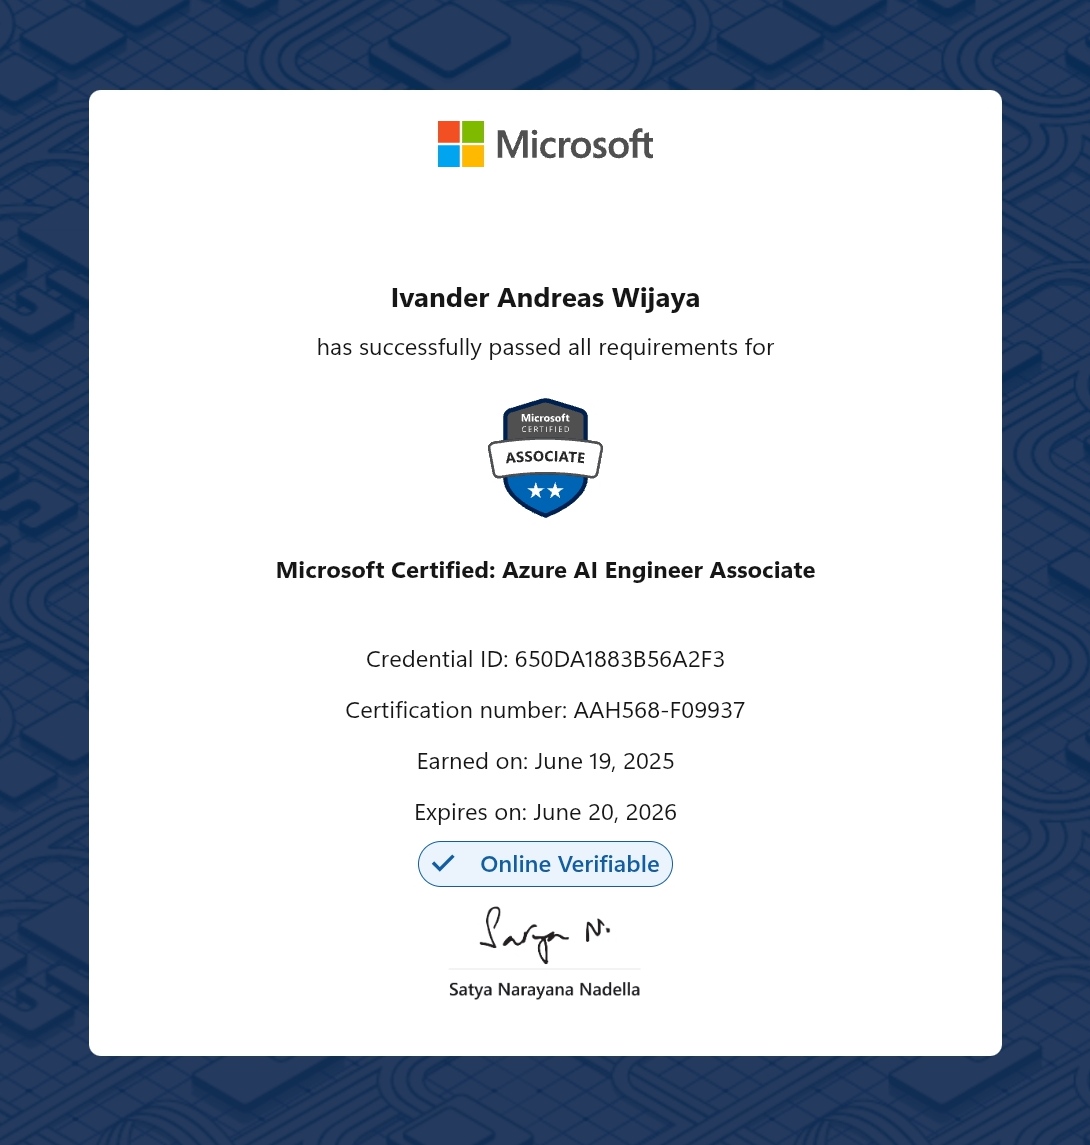 Microsoft
Ivander Andreas Wijaya
has successfully passed all requirements for
Microsoft
CERTIFIED
ASSOCIATE
Microsoft Certified: Azure AI Engineer Associate
Credential ID: 650DA1883B56A2F3
Certification number: AAH568-F09937
Earned on: June 19, 2025
Expires on: June 20, 2026
Online Verifiable
Satya N.
Satya Narayana Nadella